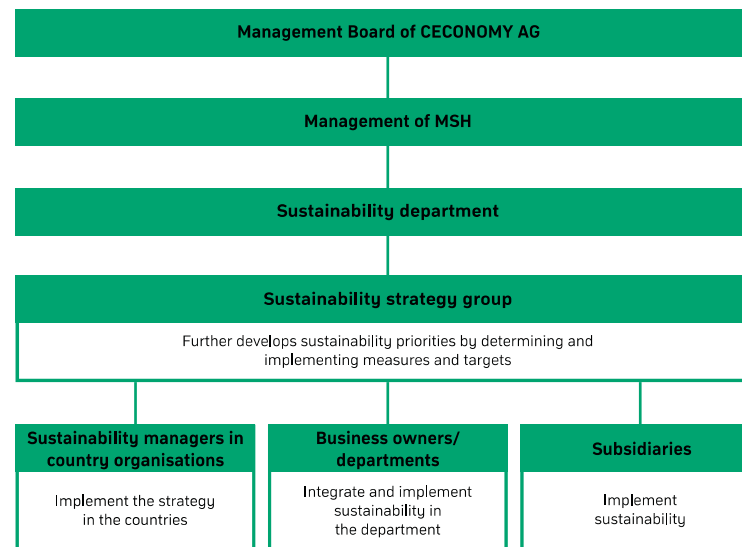 Management Board of CECONOMY AG
Management of MSH
Sustainability department
Sustainability strategy group
Further develops sustainability priorities by determining and
implementing measures and targets
Sustainability managers in
country organisations
Implement the strategy
in the countries
Business owners/
departments
Integrate and implement
sustainability in
the department
Subsidiaries
Implement
sustainability